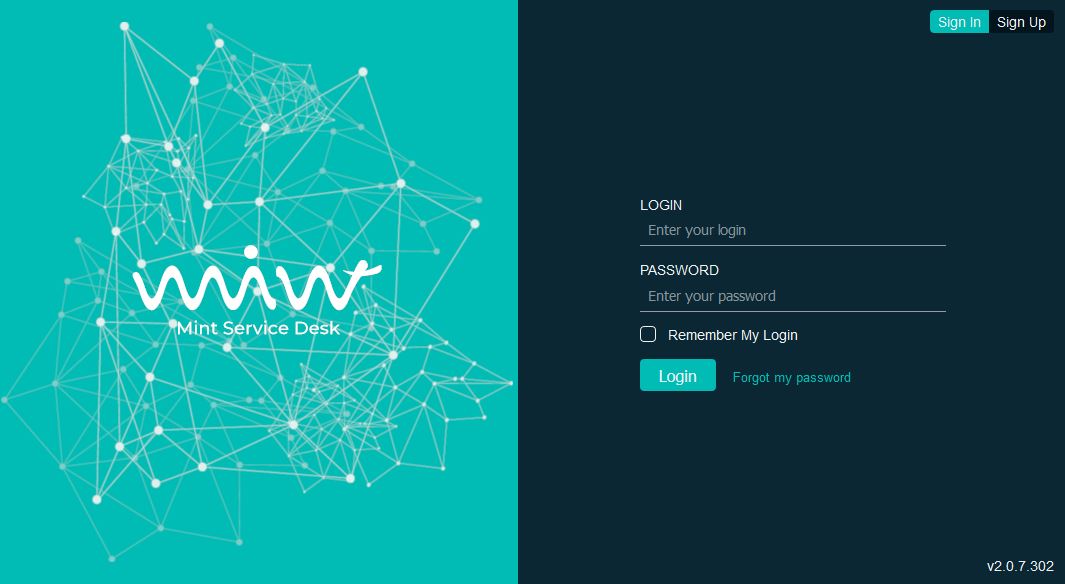 Sign In Sign Up
mint
Mint Service Desk
LOGIN
Enter your login
PASSWORD
Enter your password
Remember My Login
Login Forgot my password
v2.0.7.302